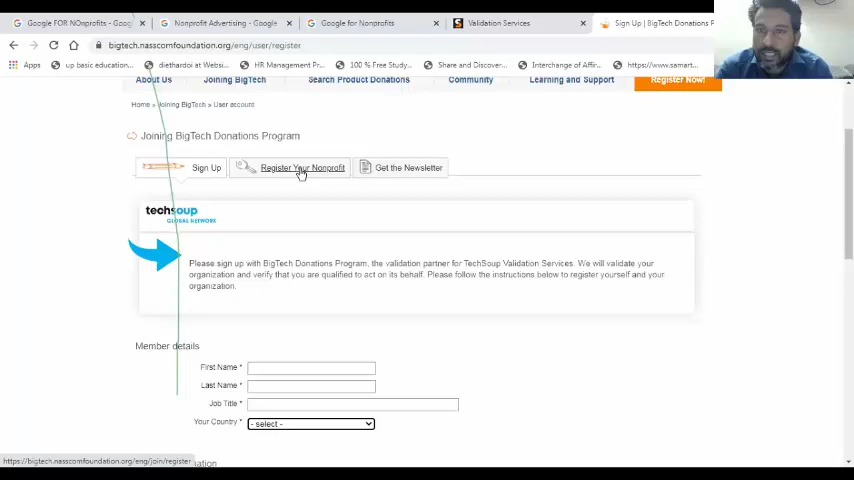 Google FOR NOnprofits - Goog
Nonprofit Advertising - Google
Google for Nonprofits
Validation Services
Sign Up | BigTech Donations P
bigtech.nasscomfoundation.org/eng/user/register
Apps
up basic education...
diethardoi at Websi...
HR Management Pr...
100 % Free Study...
Share and Discover...
Interchange of Affin...
https://www.samart...
About Us
Joining BigTech
Search Product Donations
Community
Learning and Support
Register Now!
Home » Joining BigTech » User account
Joining BigTech Donations Program
Sign Up
Register Your Nonprofit
Get the Newsletter
techsoup
GLOBAL NETWORK
Please sign up with BigTech Donations Program, the validation partner for TechSoup Validation Services. We will validate your
organization and verify that you are qualified to act on its behalf. Please follow the instructions below to register yourself and your
organization.
Member details
First Name *
Last Name *
Job Title *
Your Country *
- select -
https://bigtech.nasscomfoundation.org/eng/join/register